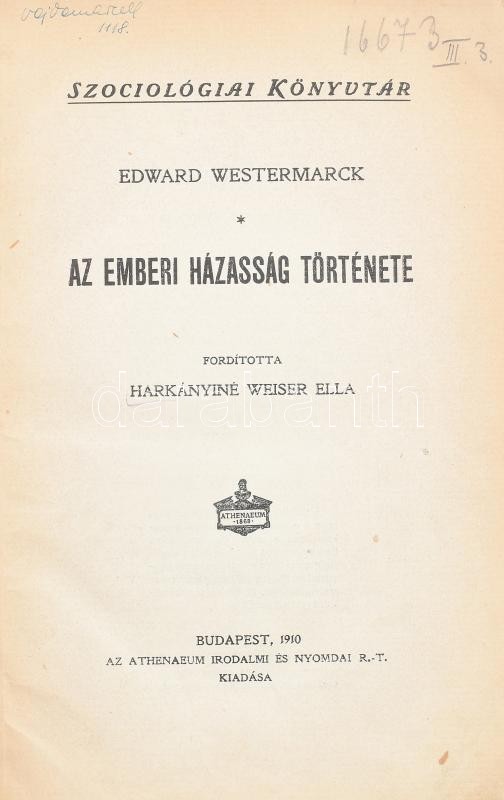 16673
III. 3.
SZOCIOLÓGIAI KÖNYVTÁR
EDWARD WESTERMARCK
*
AZ EMBERI HÁZASSÁG TÖRTÉNETE
FORDÍTOTTA
HARKÁNYINÉ WEISER ELLA
darabanth
ATHENAEUM
·1868·
BUDAPEST, 1910
AZ ATHENAEUM IRODALMI ÉS NYOMDAI R.-T.
KIADÁSA